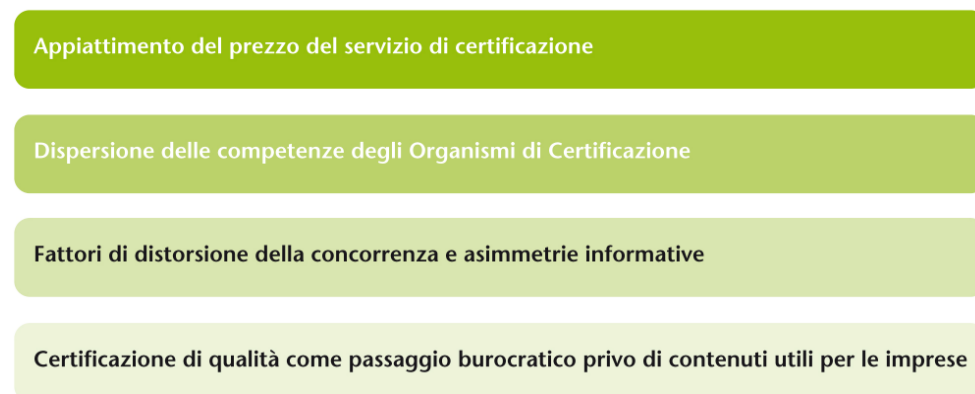 Appiattimento del prezzo del servizio di certificazione
Dispersione delle competenze degli Organismi di Certificazione
Fattori di distorsione della concorrenza e asimmetrie informative
Certificazione di qualità come passaggio burocratico privo di contenuti utili per le imprese